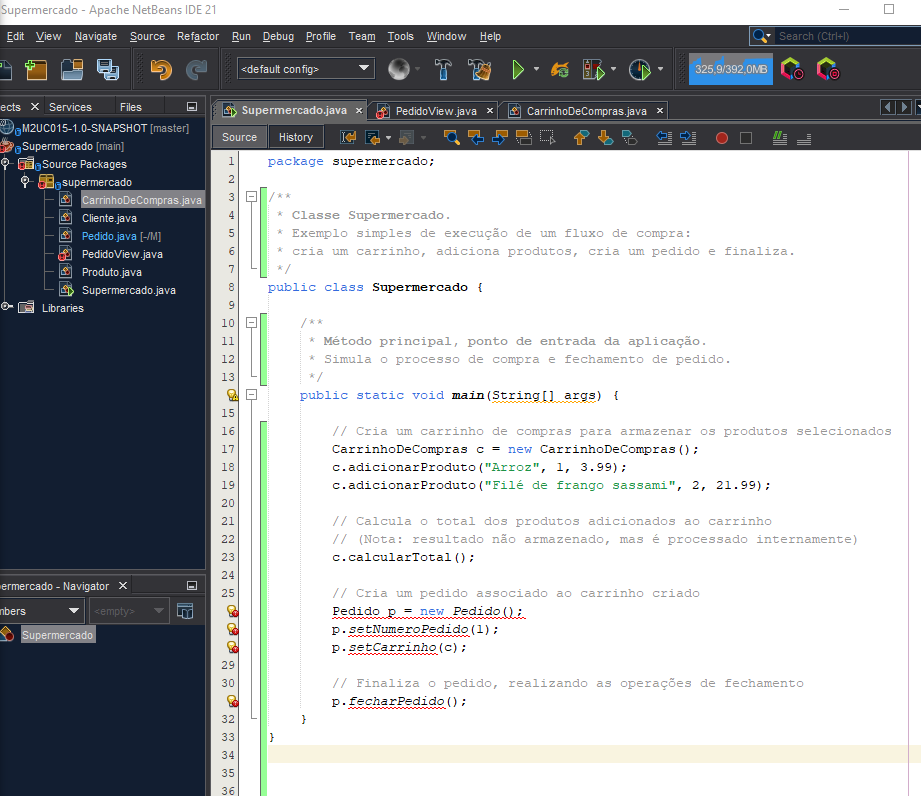 Supermercado - Apache NetBeans IDE 21
Edit View Navigate Source Refactor Run Debug Profile Team Tools Window Help
Search (Ctrl+I)
<default config>
325,9/392,0MB
ects Services Files
Supermercado.java PedidoView.java CarrinhoDeCompras.java
Source History
M2UC015-1.0-SNAPSHOT [master]
Supermercado [main]
Source Packages
supermercado
CarrinhoDeCompras.java
Cliente.java
Pedido.java [-/M]
PedidoView.java
Produto.java
Supermercado.java
Libraries
permercado - Navigator
mbers <empty>
Supermercado
1 package supermercado;
2
3 /**
4 * Classe Supermercado.
5 * Exemplo simples de execução de um fluxo de compra:
6 * cria um carrinho, adiciona produtos, cria um pedido e finaliza.
7 */
8 public class Supermercado {
9
10 /**
11 * Método principal, ponto de entrada da aplicação.
12 * Simula o processo de compra e fechamento de pedido.
13 */
public static void main(String[] args) {
15
16 // Cria um carrinho de compras para armazenar os produtos selecionados
17 CarrinhoDeCompras c = new CarrinhoDeCompras();
18 c.adicionarProduto("Arroz", 1, 3.99);
19 c.adicionarProduto("Filé de frango sassami", 2, 21.99);
20
21 // Calcula o total dos produtos adicionados ao carrinho
22 // (Nota: resultado não armazenado, mas é processado internamente)
23 c.calcularTotal();
24
25 // Cria um pedido associado ao carrinho criado
Pedido p = new Pedido();
p.setNumeroPedido(1);
p.setCarrinho(c);
29
30 // Finaliza o pedido, realizando as operações de fechamento
p.fecharPedido();
32 }
33 }
34
35
36